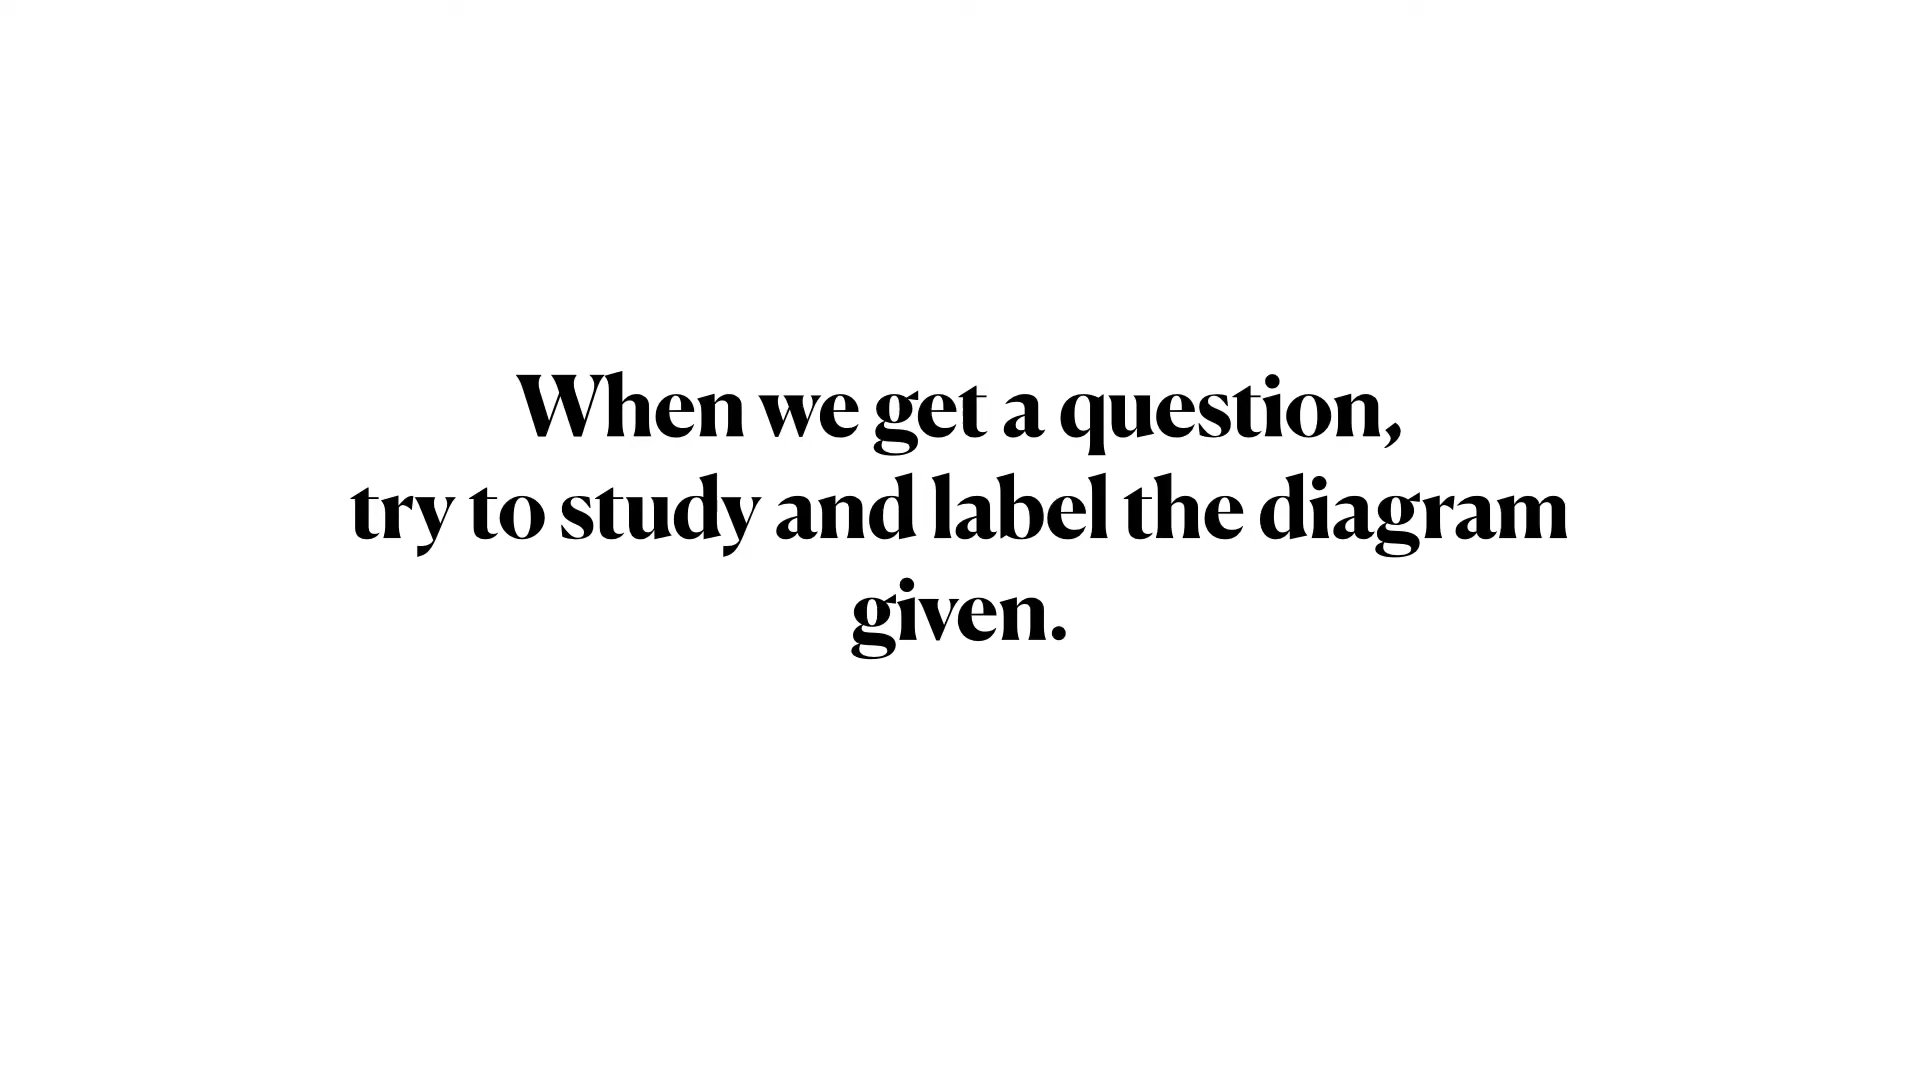 When we get a question,
try to study and label the diagram
given.